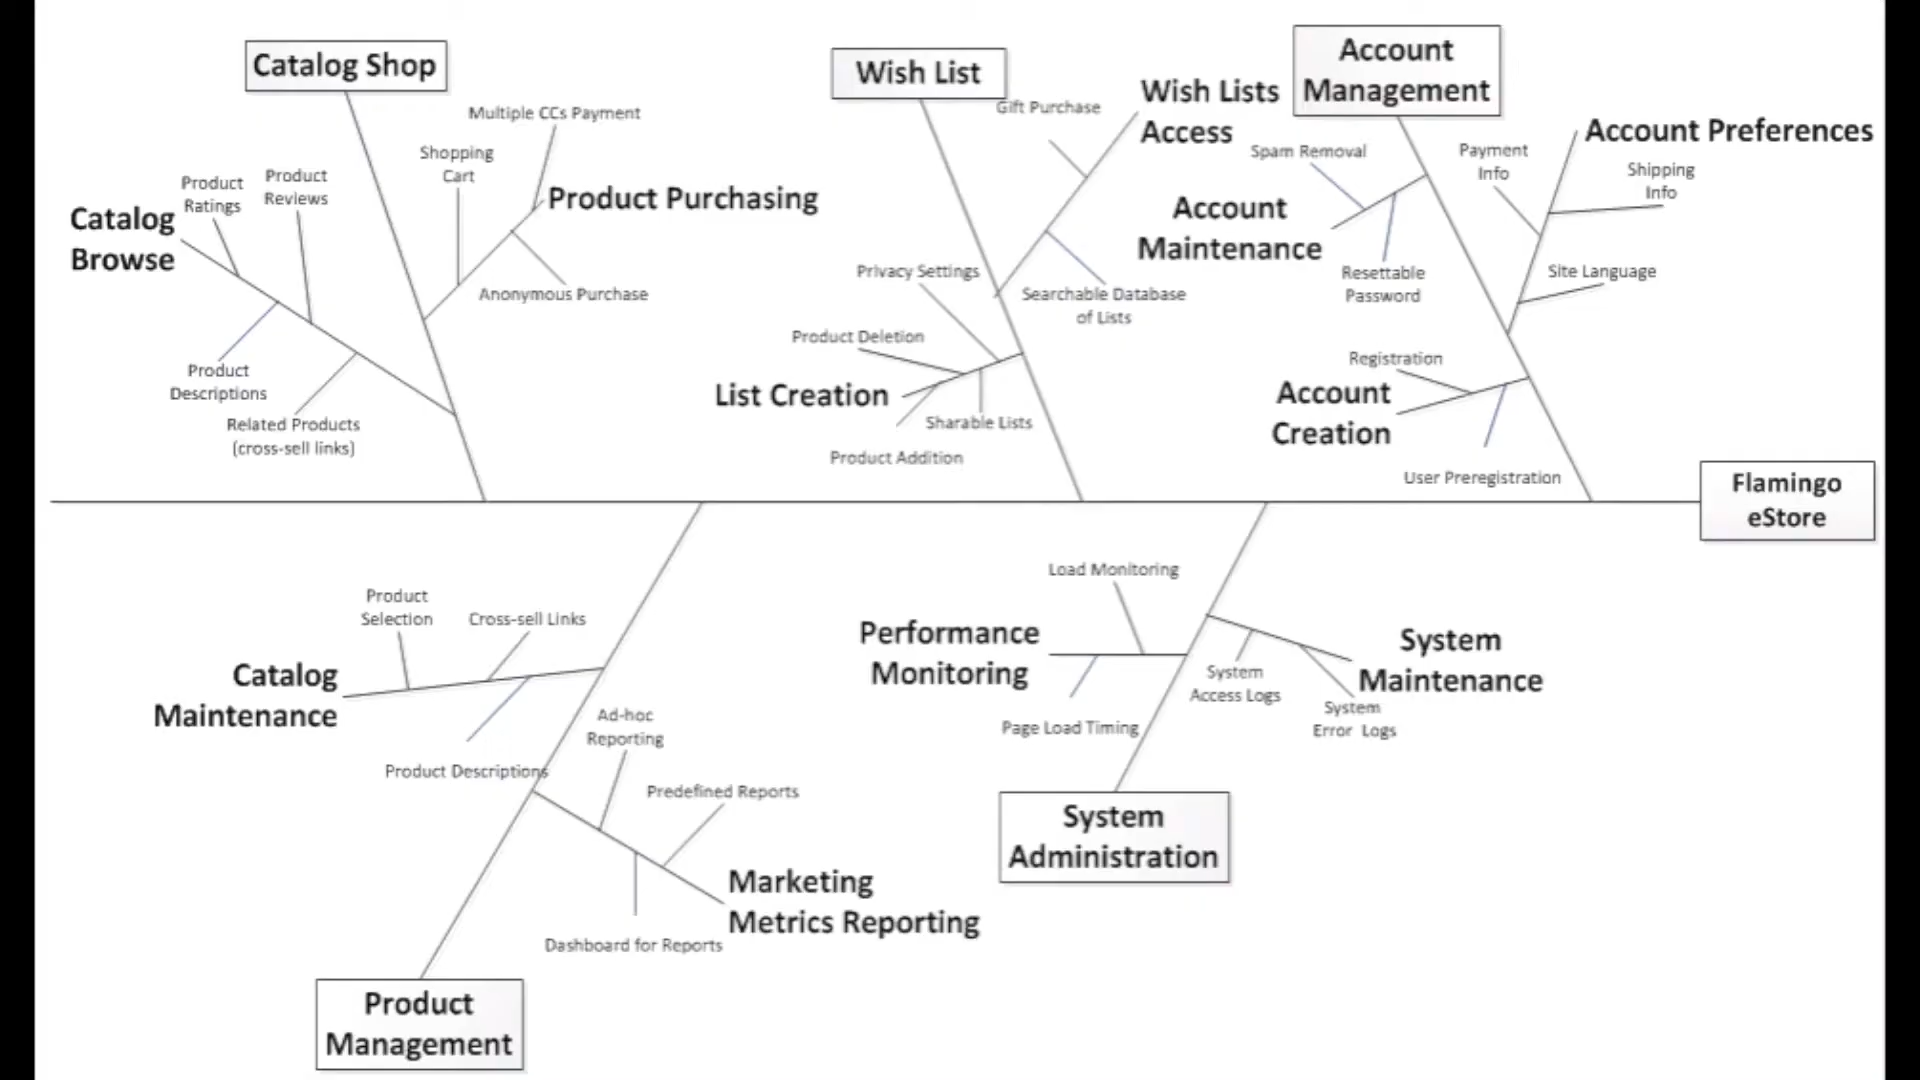 Catalog Shop
Multiple CCs Payment
Shopping
Cart
Product
Ratings
Product
Reviews
Catalog
Browse
Product Purchasing
Anonymous Purchase
Product
Descriptions
Related Products
(cross-sell links)
Wish List
Gift Purchase
Wish Lists
Access
Privacy Settings
Searchable Database
of Lists
Product Deletion
List Creation
Sharable Lists
Product Addition
Account
Management
Account Preferences
Spam Removal
Payment
Info
Shipping
Info
Account
Maintenance
Resettable
Password
Site Language
Registration
Account
Creation
User Preregistration
Flamingo
eStore
Product
Selection
Cross-sell Links
Catalog
Maintenance
Product Descriptions
Ad-hoc
Reporting
Predefined Reports
Marketing
Metrics Reporting
Dashboard for Reports
Product
Management
Load Monitoring
Performance
Monitoring
Page Load Timing
System
Access Logs
System
Maintenance
System
Error Logs
System
Administration